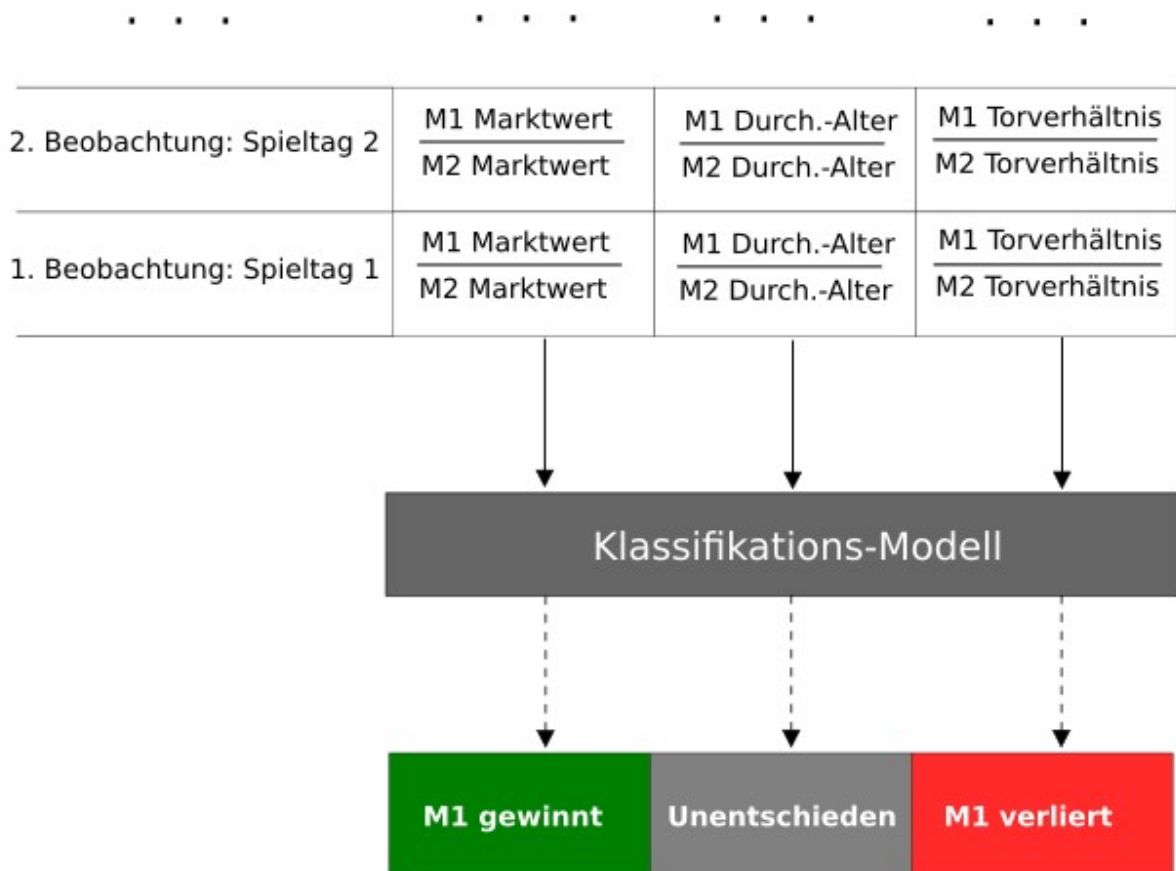 . . . . . . . . . . . .
M1 Marktwert M1 Durch.-Alter M1 Torverhältnis
2. Beobachtung: Spieltag 2
M2 Marktwert M2 Durch.-Alter M2 Torverhältnis
M1 Marktwert M1 Durch.-Alter M1 Torverhältnis
1. Beobachtung: Spieltag 1
M2 Marktwert M2 Durch.-Alter M2 Torverhältnis
Klassifikations-Modell
M1 gewinnt Unentschieden M1 verliert